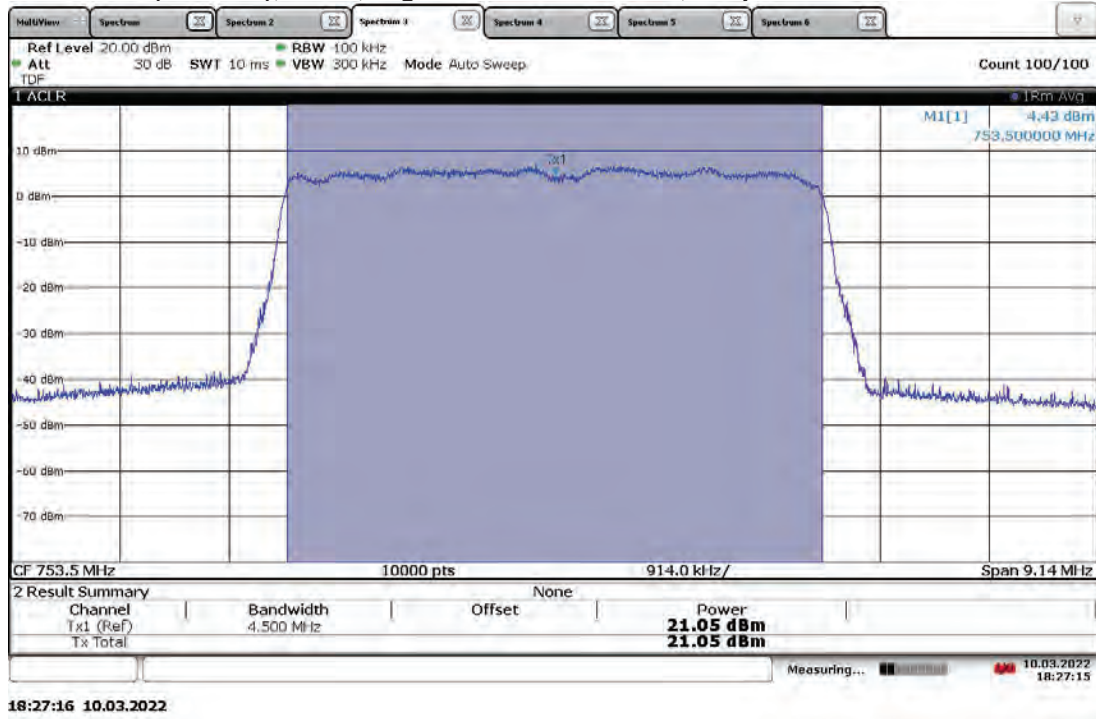 MultiView Spectrum Spectrum 2 Spectrum 3 Spectrum 4 Spectrum 5 Spectrum 6
Ref Level 20.00 dBm RBW 100 kHz
Att 30 dB SWT 10 ms VBW 300 kHz Mode Auto Sweep Count 100/100
TDF
1 ACLR 1Rm Avg
M1[1] 4.43 dBm
753.500000 MHz
10 dBm
Tx1
0 dBm
-10 dBm
-20 dBm
-30 dBm
-40 dBm
-50 dBm
-60 dBm
-70 dBm
CF 753.5 MHz 10000 pts 914.0 kHz/ Span 9.14 MHz
2 Result Summary None
Channel Bandwidth Offset Power
Tx1 (Ref) 4.500 MHz 21.05 dBm
Tx Total 21.05 dBm
Measuring... 10.03.2022
18:27:15
18:27:16 10.03.2022